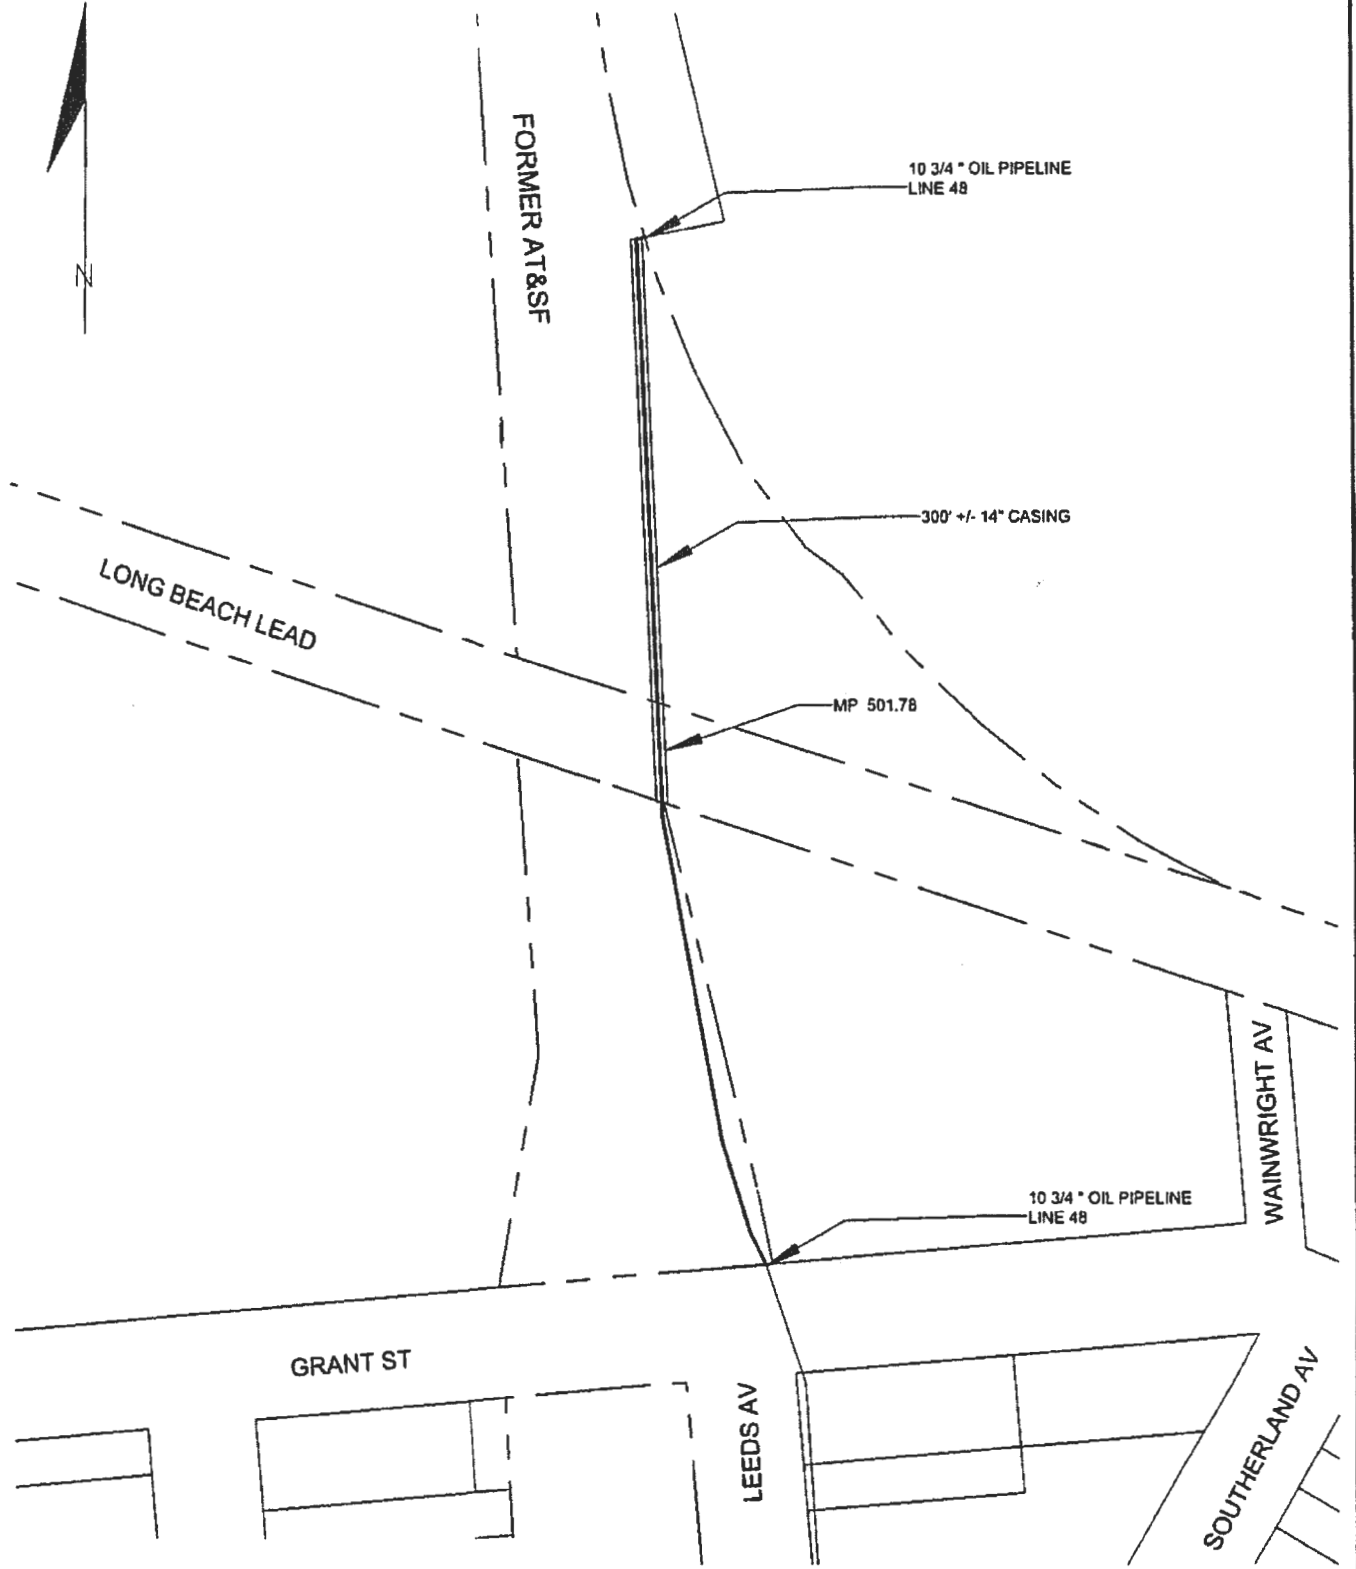 FORMER AT&SF
10 3/4 " OIL PIPELINE
LINE 48
N
300' +/- 14" CASING
LONG BEACH LEAD
MP 501.78
WAINWRIGHT AV
10 3/4 " OIL PIPELINE
LINE 48
GRANT ST
LEEDS AV
SOUTHERLAND AV